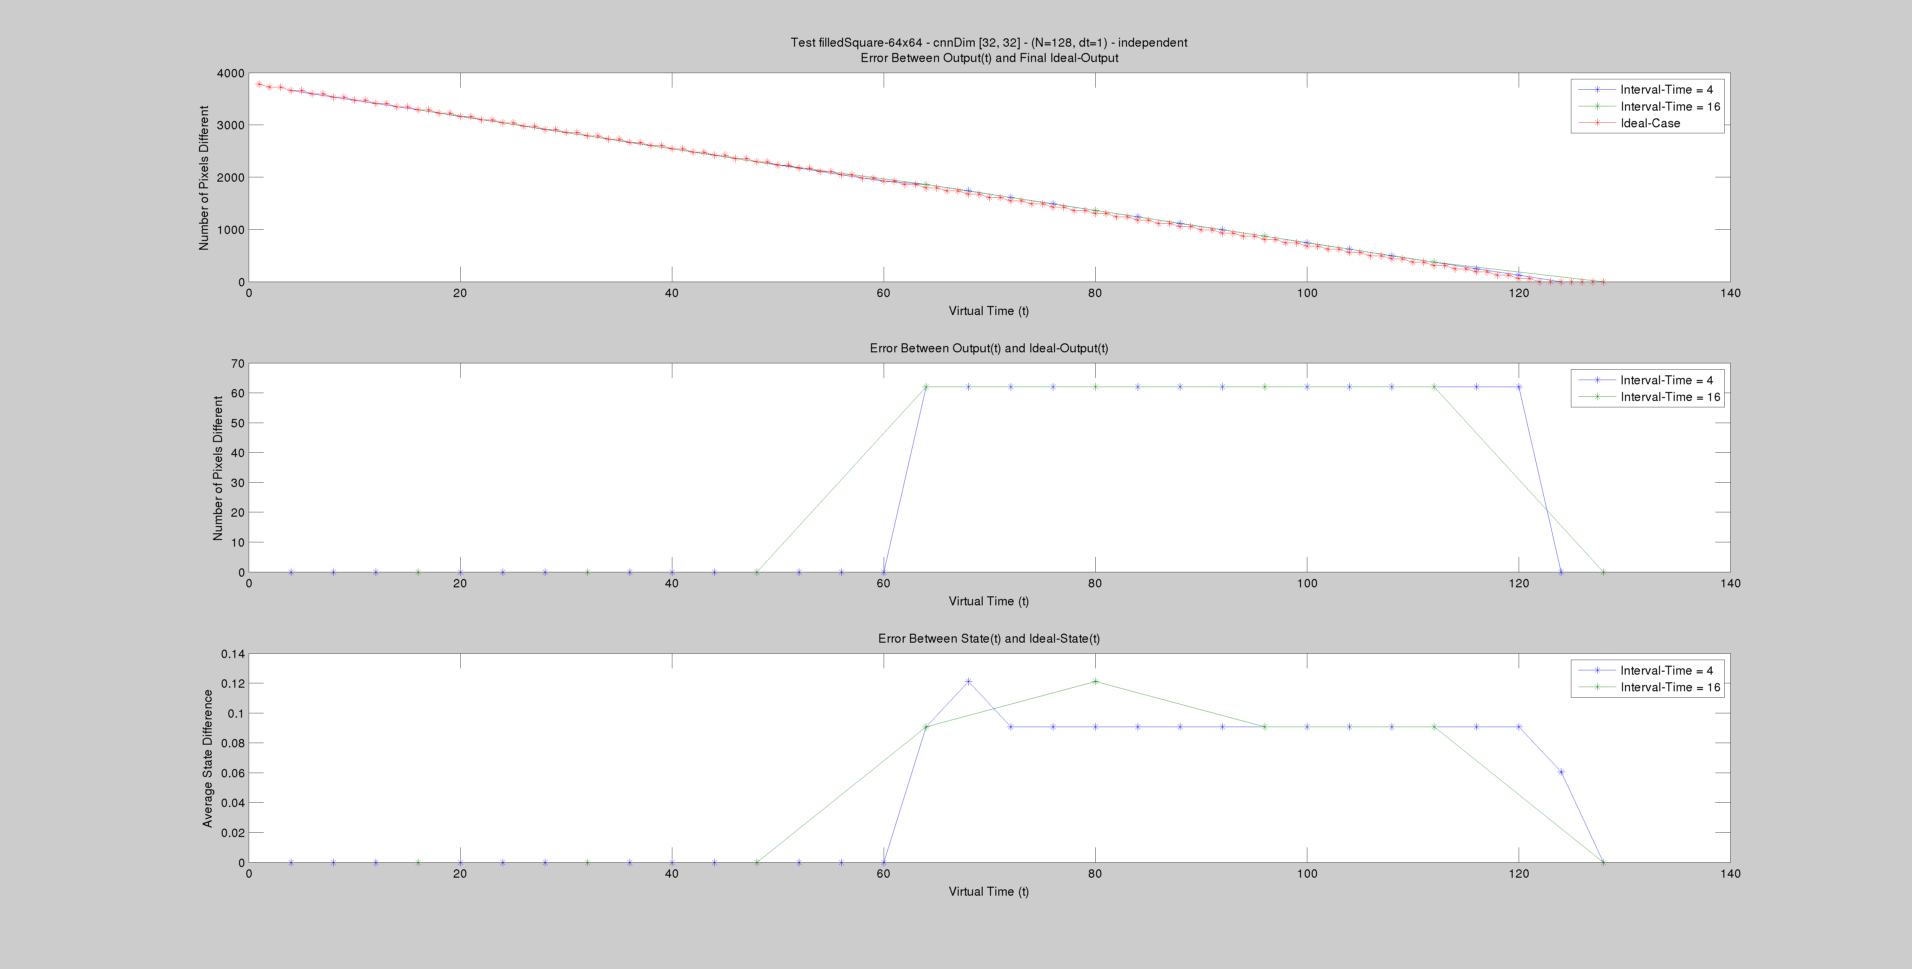 Test filledSquare-64x64 - cnnDim [32, 32] - (N=128, dt=1) - independent
Error Between Output(t) and Final Ideal-Output
Number of Pixels Different
4000
3000
2000
1000
0
Interval-Time = 4
Interval-Time = 16
Ideal-Case
0 20 40 60 80 100 120 140
Virtual Time (t)
Error Between Output(t) and Ideal-Output(t)
Number of Pixels Different
70
60
50
40
30
20
10
0
Interval-Time = 4
Interval-Time = 16
0 20 40 60 80 100 120 140
Virtual Time (t)
Error Between State(t) and Ideal-State(t)
Average State Difference
0.14
0.12
0.1
0.08
0.06
0.04
0.02
0
Interval-Time = 4
Interval-Time = 16
0 20 40 60 80 100 120 140
Virtual Time (t)